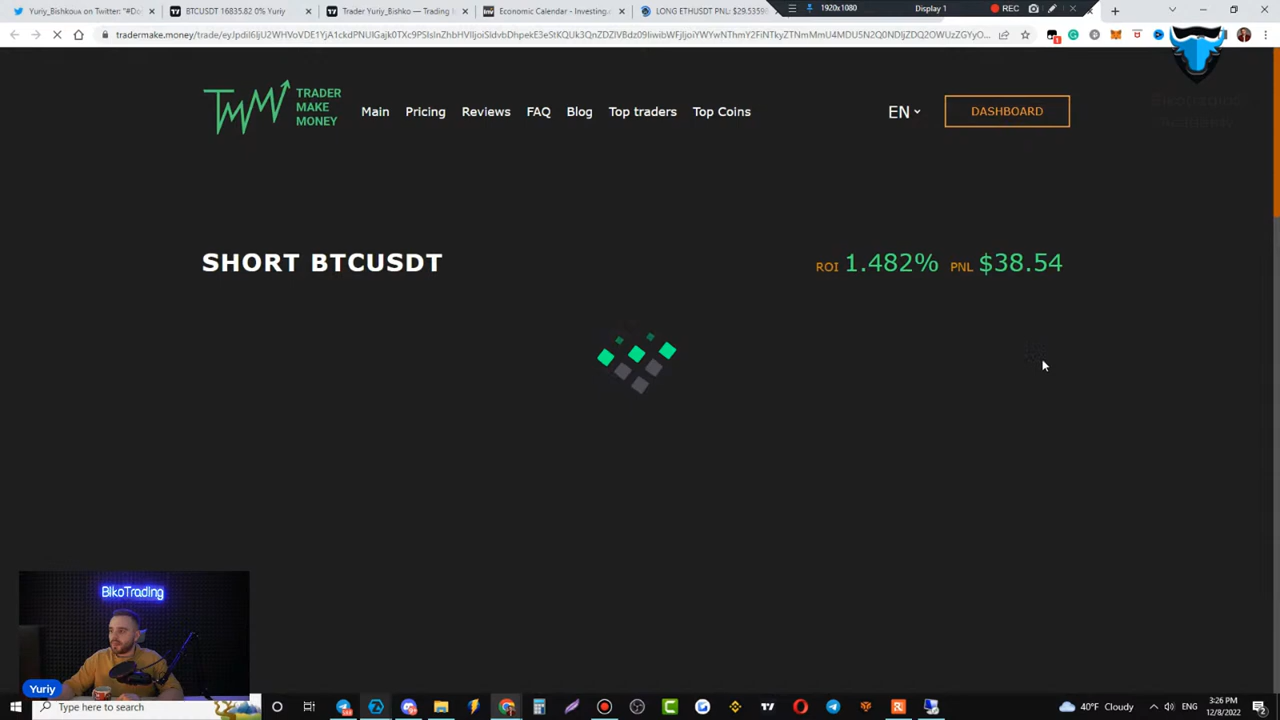 Yuriy_Bishkoua on Twitter: "#Do
BTCUSDT 16835.82 0% Yuriy
Trader Yuriy_Bishko — Trading I
Economic Calendar - Investing.c
LONG ETHUSDT PNL: $29.5359
1920x1080
Display 1
REC
TRADER
MAKE
MONEY
Main
Pricing
Reviews
FAQ
Blog
Top traders
Top Coins
EN
DASHBOARD
SHORT BTCUSDT
ROI 1.482% PNL $38.54
BikoTrading
Yuriy
Type here to search
40°F Cloudy
ENG
3:26 PM
12/8/2022